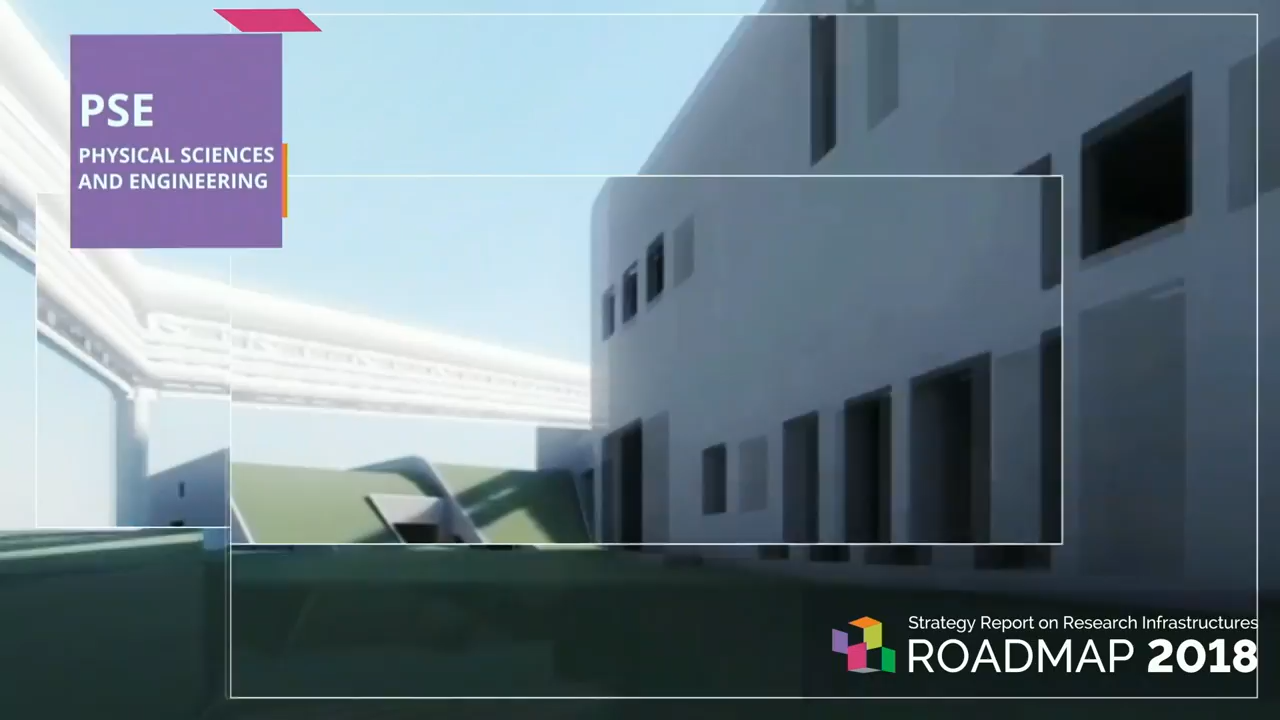 PSE
PHYSICAL SCIENCES
AND ENGINEERING
Strategy Report on Research Infrastructures
ROADMAP 2018